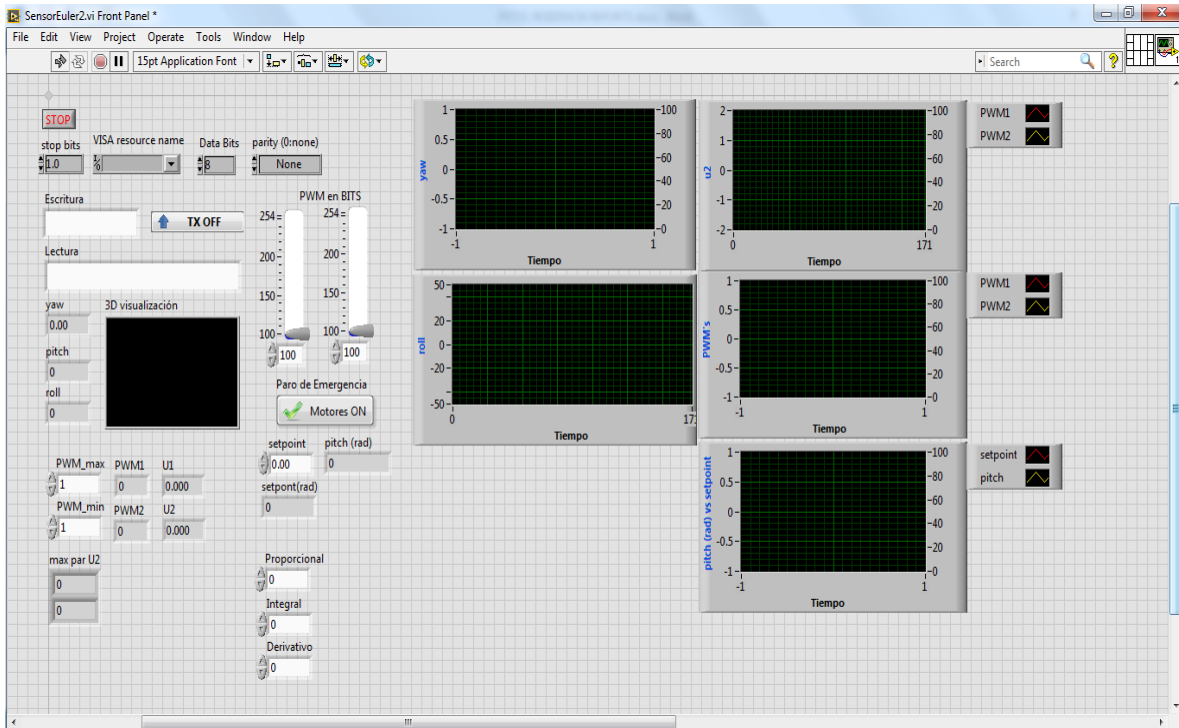 SensorEuler2.vi Front Panel *
File Edit View Project Operate Tools Window Help
15pt Application Font
Search
STOP
stop bits VISA resource name Data Bits parity (0:none)
1.0 8 None
Escritura
TX OFF
Lectura
yaw
0.00
3D visualización
pitch
0
roll
0
PWM en BITS
254 254
200 200
150 150
100 100
100 100
Paro de Emergencia
Motores ON
setpoint pitch (rad)
0.00 0
setpont(rad)
0
PWM_max PWM1 U1
1 0 0.000
PWM_min PWM2 U2
1 0 0.000
max par U2
0
0
Proporcional
0
Integral
0
Derivativo
0
yaw
1
0.5
0
-0.5
-1
100
80
60
40
20
0
-1 1
Tiempo
u2
2
1
0
-1
-2
100
80
60
40
20
0
0 171
Tiempo
PWM1
PWM2
roll
50
20
0
-20
-50
0 171
Tiempo
PWM's
1
0.5
0
-0.5
-1
100
80
60
40
20
0
-1 1
Tiempo
PWM1
PWM2
pitch (rad) vs setpoint
1
0.5
0
-0.5
-1
100
80
60
40
20
0
-1 1
Tiempo
setpoint
pitch